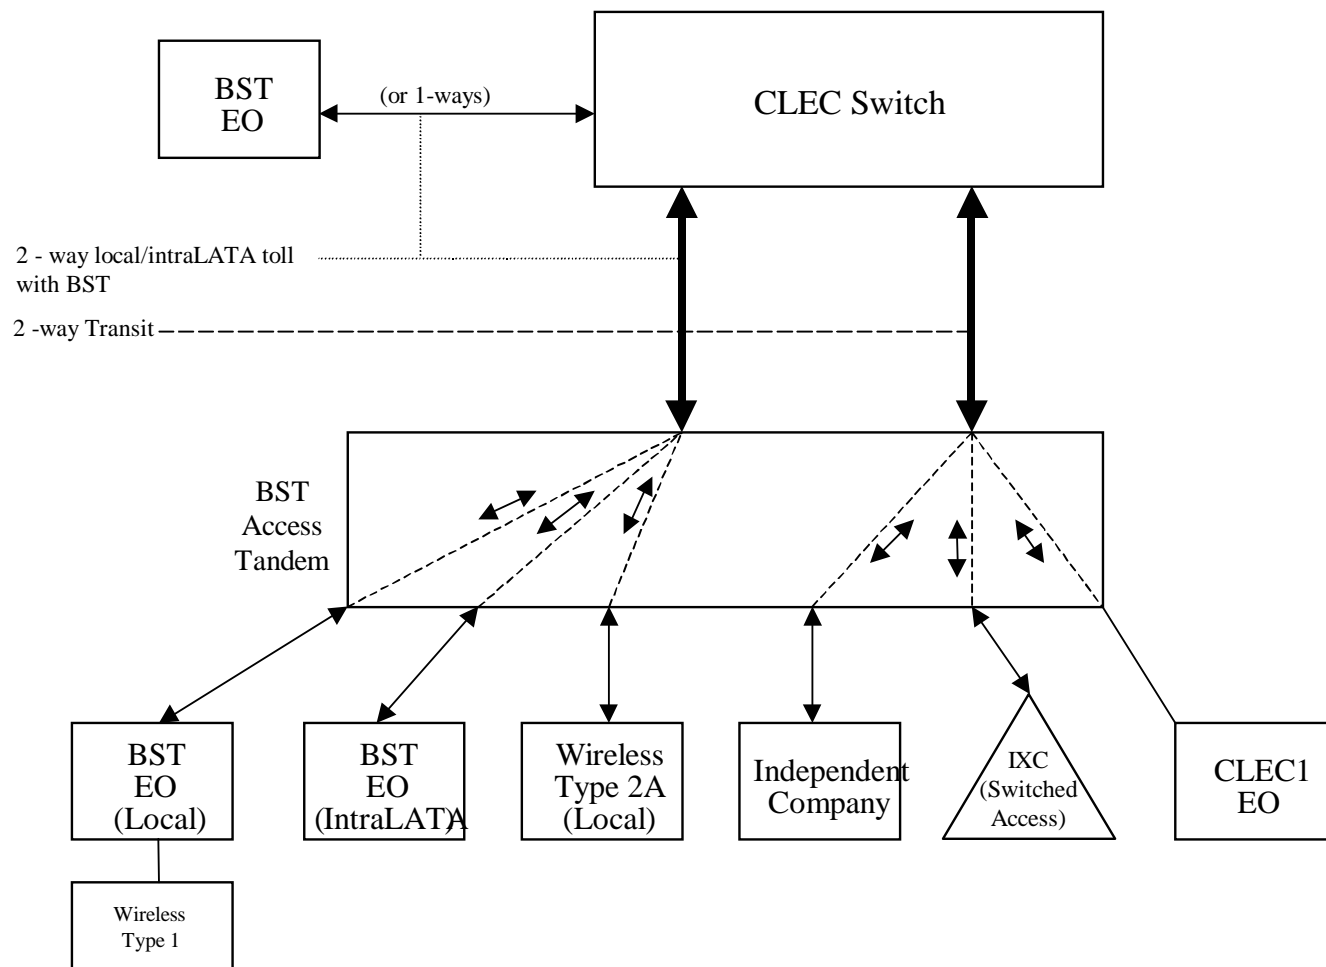 BST
EO
(or 1-ways)
CLEC Switch
2 - way local/intraLATA toll
with BST
2 -way Transit
BST
Access
Tandem
BST
EO
(Local)
BST
EO
(IntraLATA)
Wireless
Type 2A
(Local)
Independent
Company
IXC
(Switched
Access)
CLEC1
EO
Wireless
Type 1